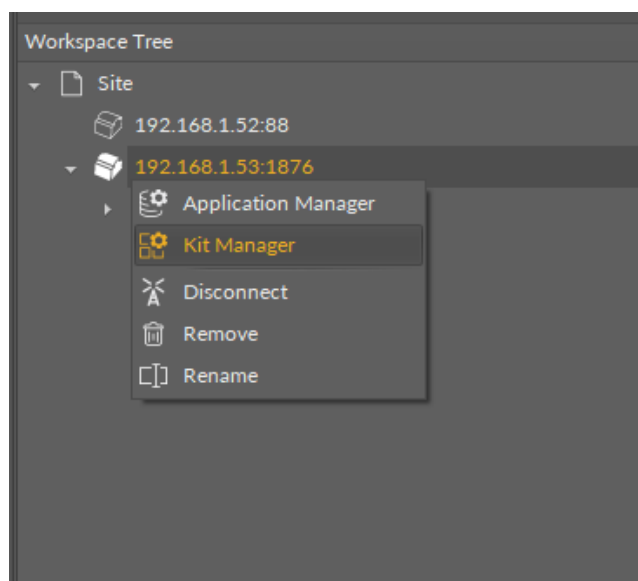 Workspace Tree
Site
192.168.1.52:88
192.168.1.53:1876
Application Manager
Kit Manager
Disconnect
Remove
Rename